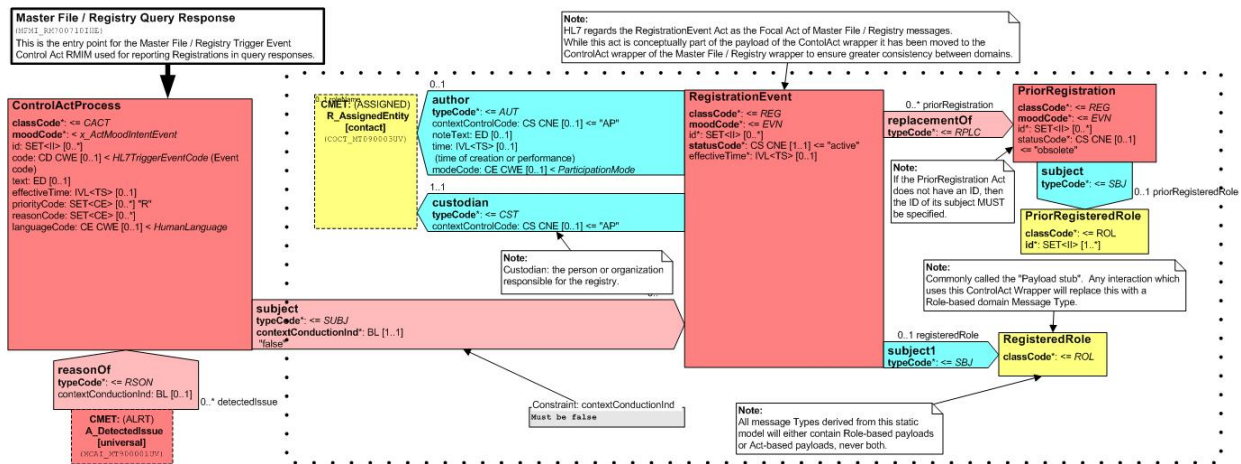 Master File / Registry Query Response
This is the entry point for the Master File / Registry Trigger Event
Control Act RMIM used for reporting Registrations in query responses.
Note:
HL7 regards the RegistrationEvent Act as the Focal Act of Master File / Registry messages.
While this act is conceptually part of the payload of the ContolAct wrapper it has been moved to the
ControlAct wrapper of the Master File / Registry wrapper to ensure greater consistency between domains.
ControlActProcess
classCode*: <= CACT
moodCode*: < x_ActMoodIntentEvent
id: SET<II> [0..*]
code: CD CWE [0..1] < HL7TriggerEventCode (Event
code)
text: ED [0..1]
effectiveTime: IVL<TS> [0..1]
priorityCode: SET<CE> [0..*] "R"
reasonCode: SET<CE> [0..*]
languageCode: CE CWE [0..1] < HumanLanguage
CMET: (ASSIGNED)
R_AssignedEntity
[contact]
(COCT_MT090003UV)
0..1
author
typeCode*: <= AUT
contextControlCode: CS CNE [0..1] <= "AP"
noteText: ED [0..1]
time: IVL<TS> [0..1]
(time of creation or performance)
modeCode: CE CWE [0..1] < ParticipationMode
1..1
custodian
typeCode*: <= CST
contextControlCode: CS CNE [0..1] <= "AP"
Note:
Custodian: the person or organization
responsible for the registry.
RegistrationEvent
classCode*: <= REG
moodCode*: <= EVN
id*: SET<II> [0..*]
statusCode*: CS CNE [1..1] <= "active"
effectiveTime*: IVL<TS> [0..1]
0..* priorRegistration
replacementOf
typeCode*: <= RPLC
PriorRegistration
classCode*: <= REG
moodCode*: <= EVN
id*: SET<II> [0..*]
statusCode*: CS CNE [0..1]
<= "obsolete"
Note:
If the PriorRegistration Act
does not have an ID, then
the ID of its subject MUST
be specified.
subject
typeCode*: <= SBJ
0..1 priorRegisteredRole
PriorRegisteredRole
classCode*: <= ROL
id*: SET<II> [1..*]
Note:
Commonly called the "Payload stub". Any interaction which
uses this ControlAct Wrapper will replace this with a
Role-based domain Message Type.
subject
typeCode*: <= SUBJ
contextConductionInd*: BL [1..1]
"false"
0..1 registeredRole
subject1
typeCode*: <= SBJ
RegisteredRole
classCode*: <= ROL
reasonOf
typeCode*: <= RSON
contextConductionInd: BL [0..1]
0..* detectedIssue
CMET: (ALRT)
A_DetectedIssue
[universal]
(MCAI_MT900001UV)
Constraint: contextConductionInd
Must be false
Note:
All message Types derived from this static
model will either contain Role-based payloads
or Act-based payloads, never both.